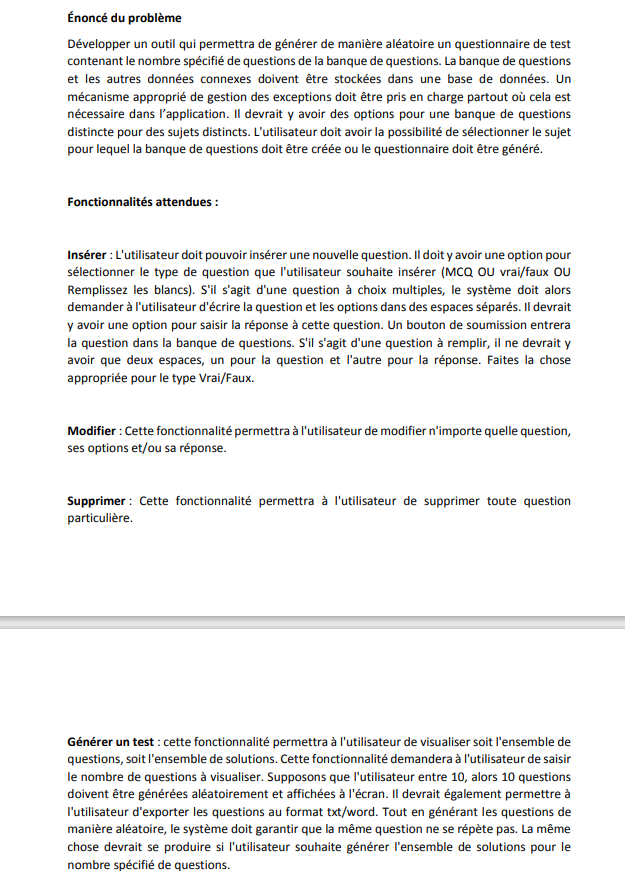 Énoncé du problème
Développer un outil qui permettra de générer de manière aléatoire un questionnaire de test
contenant le nombre spécifié de questions de la banque de questions. La banque de questions
et les autres données connexes doivent être stockées dans une base de données. Un
mécanisme approprié de gestion des exceptions doit être pris en charge partout où cela est
nécessaire dans l'application. Il devrait y avoir des options pour une banque de questions
distincte pour des sujets distincts. L'utilisateur doit avoir la possibilité de sélectionner le sujet
pour lequel la banque de questions doit être créée ou le questionnaire doit être généré.
Fonctionnalités attendues :
Insérer : L'utilisateur doit pouvoir insérer une nouvelle question. Il doit y avoir une option pour
sélectionner le type de question que l'utilisateur souhaite insérer (MCQ OU vrai/faux OU
Remplissez les blancs). S'il s'agit d'une question à choix multiples, le système doit alors
demander à l'utilisateur d'écrire la question et les options dans des espaces séparés. Il devrait
y avoir une option pour saisir la réponse à cette question. Un bouton de soumission entrera
la question dans la banque de questions. S'il s'agit d'une question à remplir, il ne devrait y
avoir que deux espaces, un pour la question et l'autre pour la réponse. Faites la chose
appropriée pour le type Vrai/Faux.
Modifier : Cette fonctionnalité permettra à l'utilisateur de modifier n'importe quelle question,
ses options et/ou sa réponse.
Supprimer : Cette fonctionnalité permettra à l'utilisateur de supprimer toute question
particulière.
Générer un test : cette fonctionnalité permettra à l'utilisateur de visualiser soit l'ensemble de
questions, soit l'ensemble de solutions. Cette fonctionnalité demandera à l'utilisateur de saisir
le nombre de questions à visualiser. Supposons que l'utilisateur entre 10, alors 10 questions
doivent être générées aléatoirement et affichées à l'écran. Il devrait également permettre à
l'utilisateur d'exporter les questions au format txt/word. Tout en générant les questions de
manière aléatoire, le système doit garantir que la même question ne se répète pas. La même
chose devrait se produire si l'utilisateur souhaite générer l'ensemble de solutions pour le
nombre spécifié de questions.